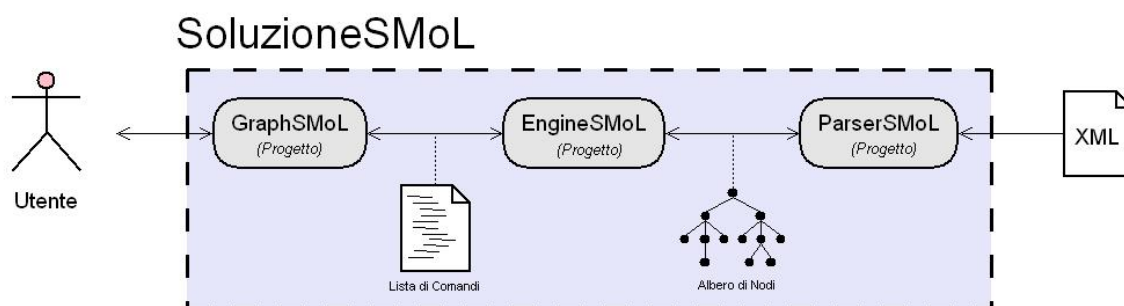 SoluzioneSMoL
GraphSMoL
(Progetto)
EngineSMoL
(Progetto)
ParserSMoL
(Progetto)
XML
Utente
Lista di Comandi
Albero di Nodi